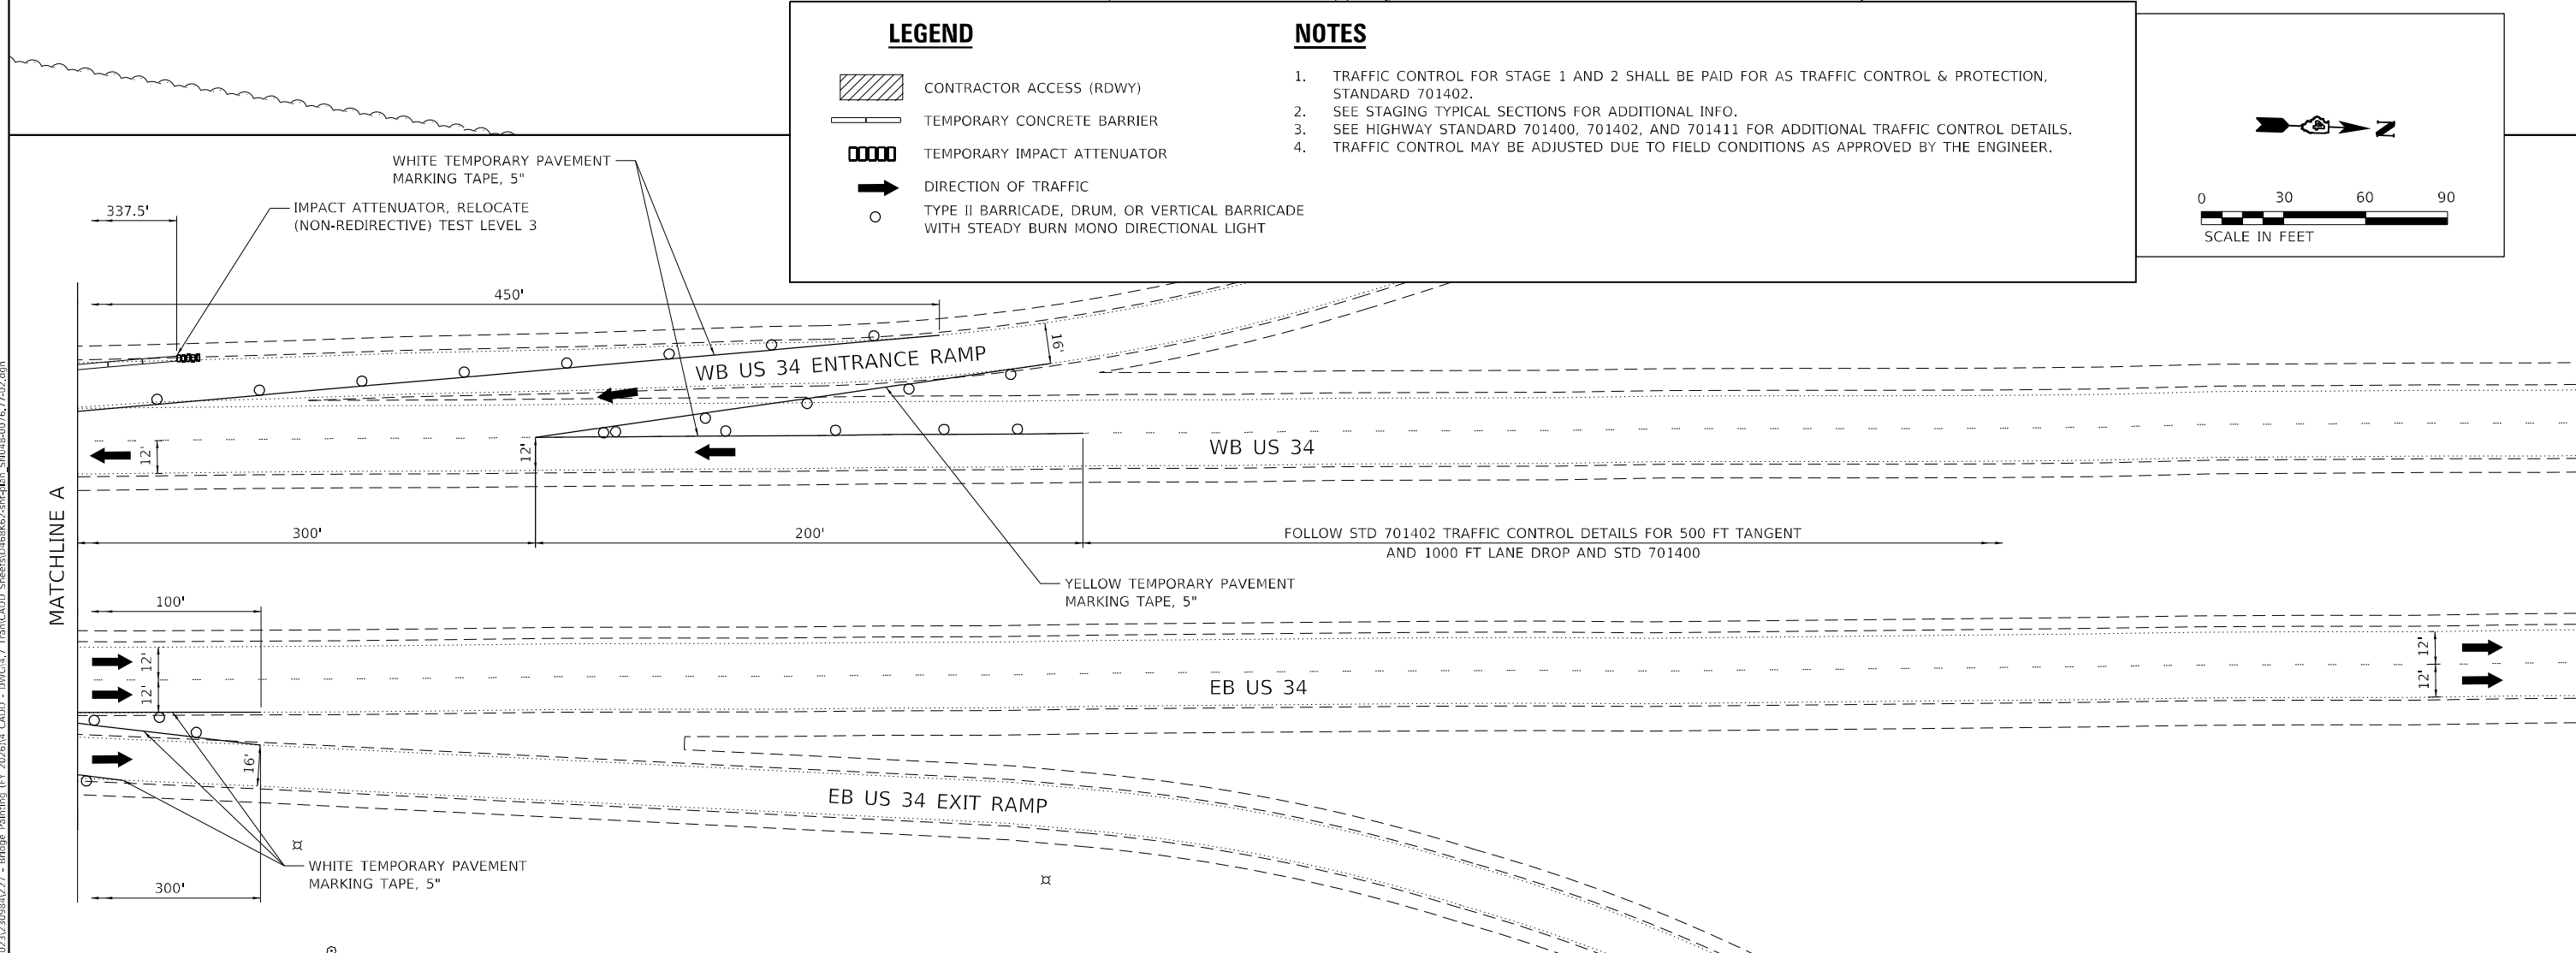 LEGEND
CONTRACTOR ACCESS (RDWY)
TEMPORARY CONCRETE BARRIER
TEMPORARY IMPACT ATTENUATOR
DIRECTION OF TRAFFIC
TYPE II BARRICADE, DRUM, OR VERTICAL BARRICADE
WITH STEADY BURN MONO DIRECTIONAL LIGHT
NOTES
1. TRAFFIC CONTROL FOR STAGE 1 AND 2 SHALL BE PAID FOR AS TRAFFIC CONTROL & PROTECTION,
STANDARD 701402.
2. SEE STAGING TYPICAL SECTIONS FOR ADDITIONAL INFO.
3. SEE HIGHWAY STANDARD 701400, 701402, AND 701411 FOR ADDITIONAL TRAFFIC CONTROL DETAILS.
4. TRAFFIC CONTROL MAY BE ADJUSTED DUE TO FIELD CONDITIONS AS APPROVED BY THE ENGINEER.
N
0 30 60 90
SCALE IN FEET
WHITE TEMPORARY PAVEMENT
MARKING TAPE, 5"
337.5'
IMPACT ATTENUATOR, RELOCATE
(NON-REDIRECTIVE) TEST LEVEL 3
450'
16'
WB US 34 ENTRANCE RAMP
12'
12'
WB US 34
MATCHLINE A
300'
200'
FOLLOW STD 701402 TRAFFIC CONTROL DETAILS FOR 500 FT TANGENT
AND 1000 FT LANE DROP AND STD 701400
YELLOW TEMPORARY PAVEMENT
MARKING TAPE, 5"
100'
12'
12'
12'
12'
EB US 34
16'
EB US 34 EXIT RAMP
WHITE TEMPORARY PAVEMENT
MARKING TAPE, 5"
300'